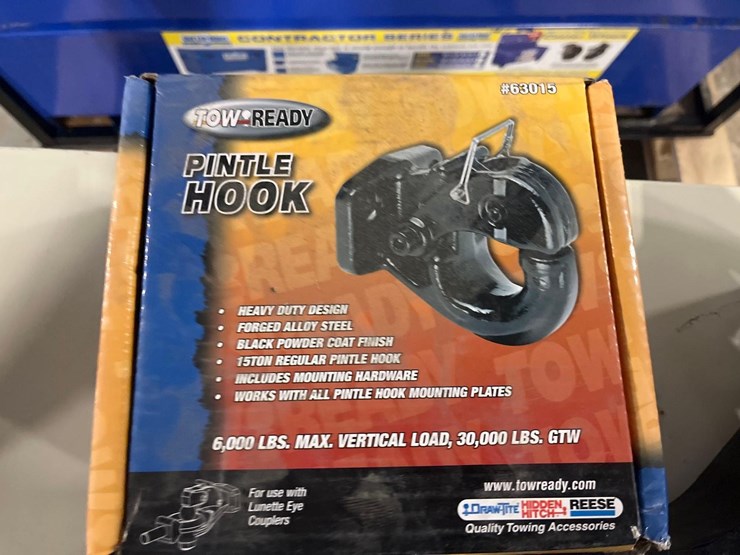 CONTRACTOR SERIES
#63015
TOW READY
PINTLE
HOOK
• HEAVY DUTY DESIGN
• FORGED ALLOY STEEL
• BLACK POWDER COAT FINISH
• 15TON REGULAR PINTLE HOOK
• INCLUDES MOUNTING HARDWARE
• WORKS WITH ALL PINTLE HOOK MOUNTING PLATES
6,000 LBS. MAX. VERTICAL LOAD, 30,000 LBS. GTW
For use with
Lunette Eye
Couplers
www.towready.com
DRAW-TITE HIDDEN HITCH REESE
Quality Towing Accessories